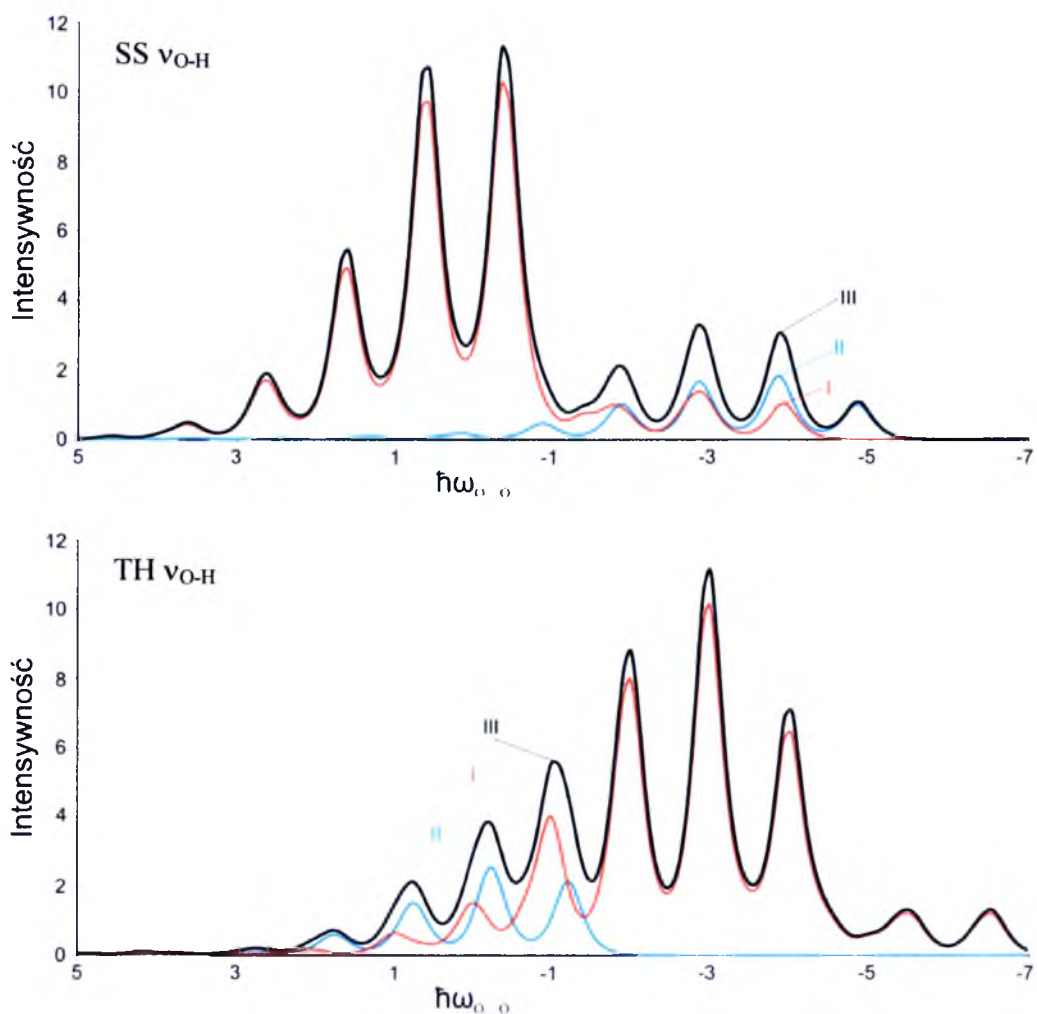 12
SS νO-H
10
8
6
4
2
0
Intensywność
III
II
I
5 3 1 -1 -3 -5 -7
ħωO...O
12
TH νO-H
10
8
6
4
2
0
Intensywność
III
I
II
5 3 1 -1 -3 -5 -7
ħωO...O